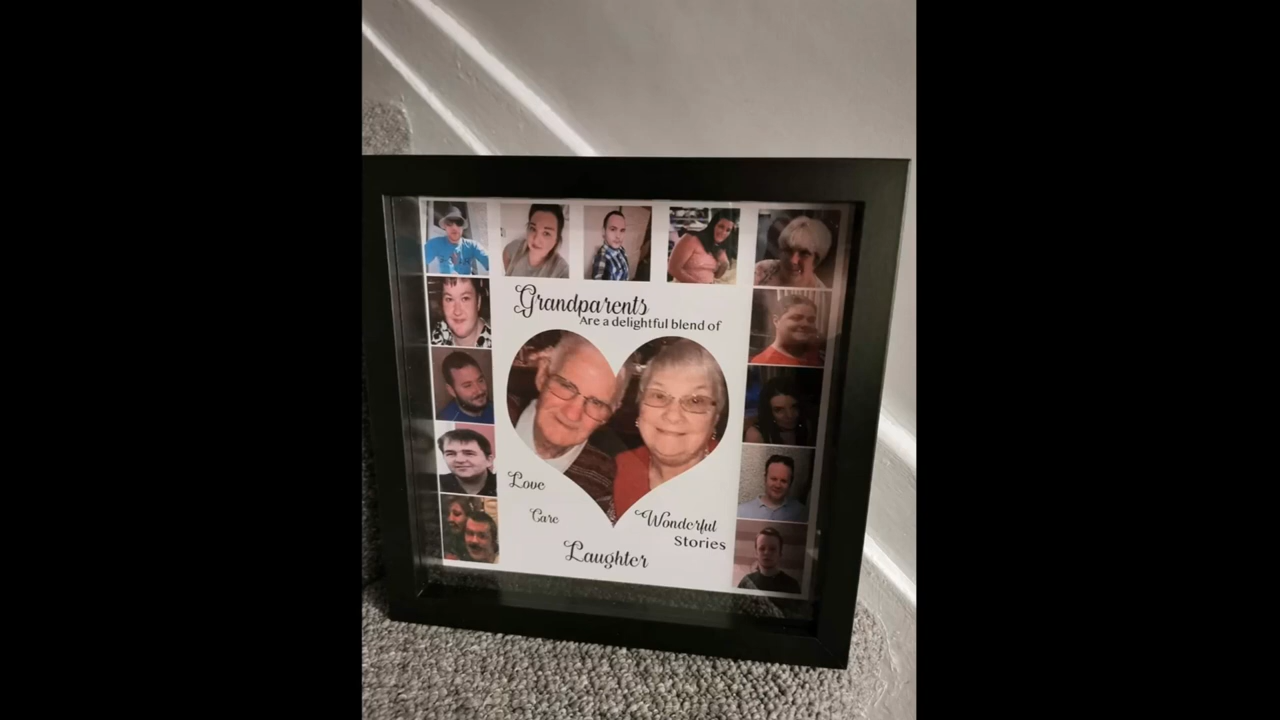 Grandparents
Are a delightful blend of
Love
Care
Wonderful
Stories
Laughter